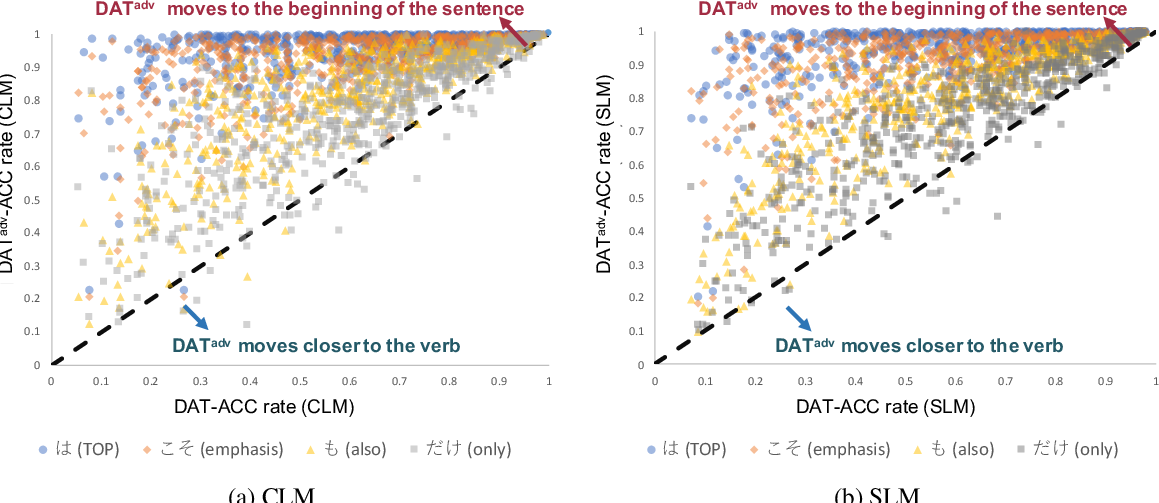 DATadv moves to the beginning of the sentence
DATadv-ACC rate (CLM)
1
0.9
0.8
0.7
0.6
0.5
0.4
0.3
0.2
0.1
0
DATadv moves closer to the verb
0 0.1 0.2 0.3 0.4 0.5 0.6 0.7 0.8 0.9 1
DAT-ACC rate (CLM)
は (TOP) こそ (emphasis) も (also) だけ (only)
(a) CLM
DATadv moves to the beginning of the sentence
DATadv-ACC rate (SLM)
1
0.9
0.8
0.7
0.6
0.5
0.4
0.3
0.2
0.1
0
DATadv moves closer to the verb
0 0.1 0.2 0.3 0.4 0.5 0.6 0.7 0.8 0.9 1
DAT-ACC rate (SLM)
は (TOP) こそ (emphasis) も (also) だけ (only)
(b) SLM